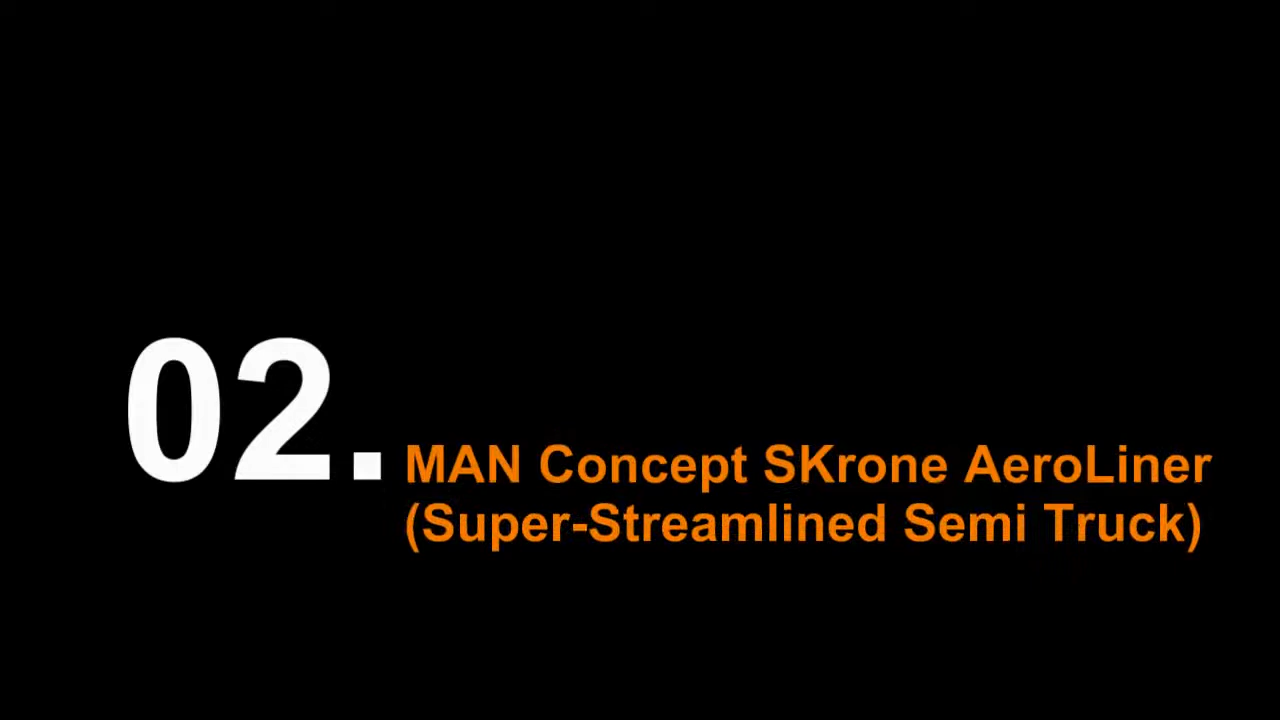 02.
MAN Concept SKrone AeroLiner
(Super-Streamlined Semi Truck)